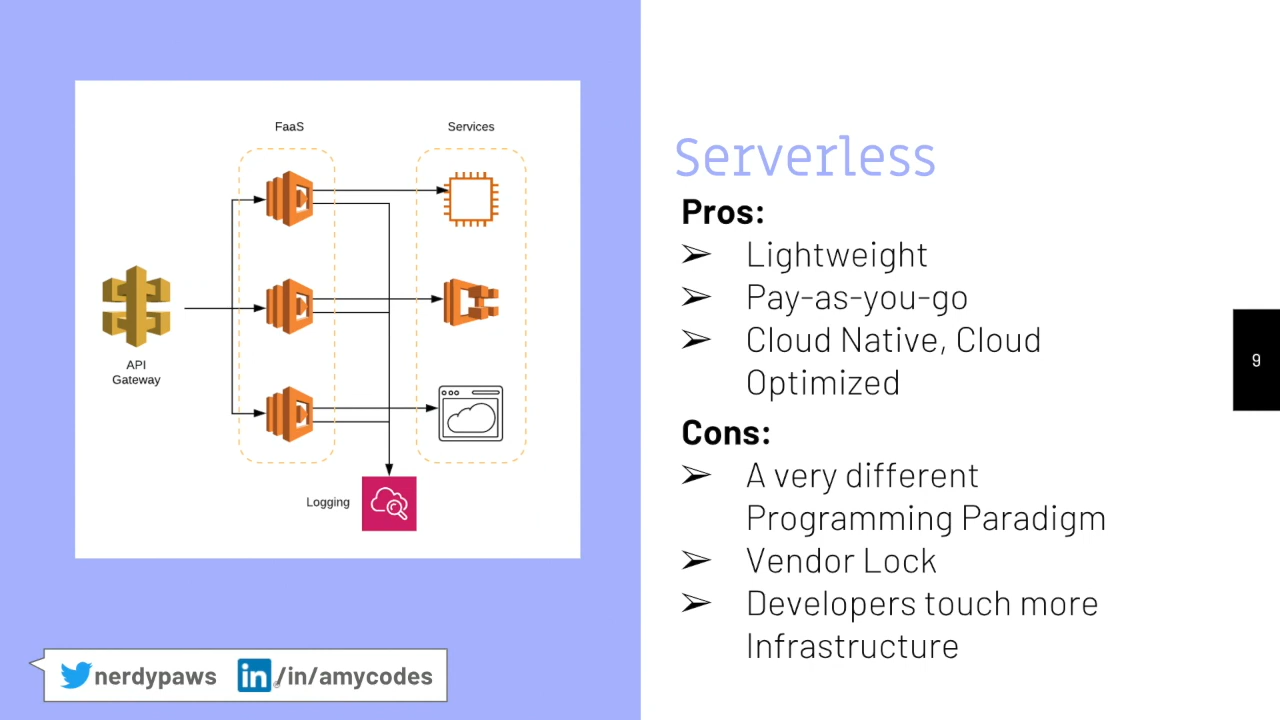 FaaS
Services
API
Gateway
Logging
nerdypaws
in /in/amycodes
Serverless
Pros:
➢ Lightweight
➢ Pay-as-you-go
➢ Cloud Native, Cloud
Optimized
Cons:
➢ A very different
Programming Paradigm
➢ Vendor Lock
➢ Developers touch more
Infrastructure
9